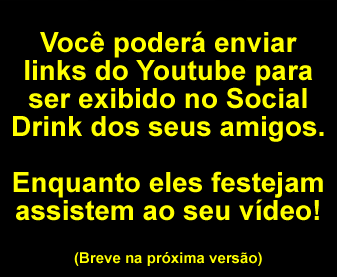 Você poderá enviar
links do Youtube para
ser exibido no Social
Drink dos seus amigos.
Enquanto eles festejam
assistem ao seu vídeo!
(Breve na próxima versão)